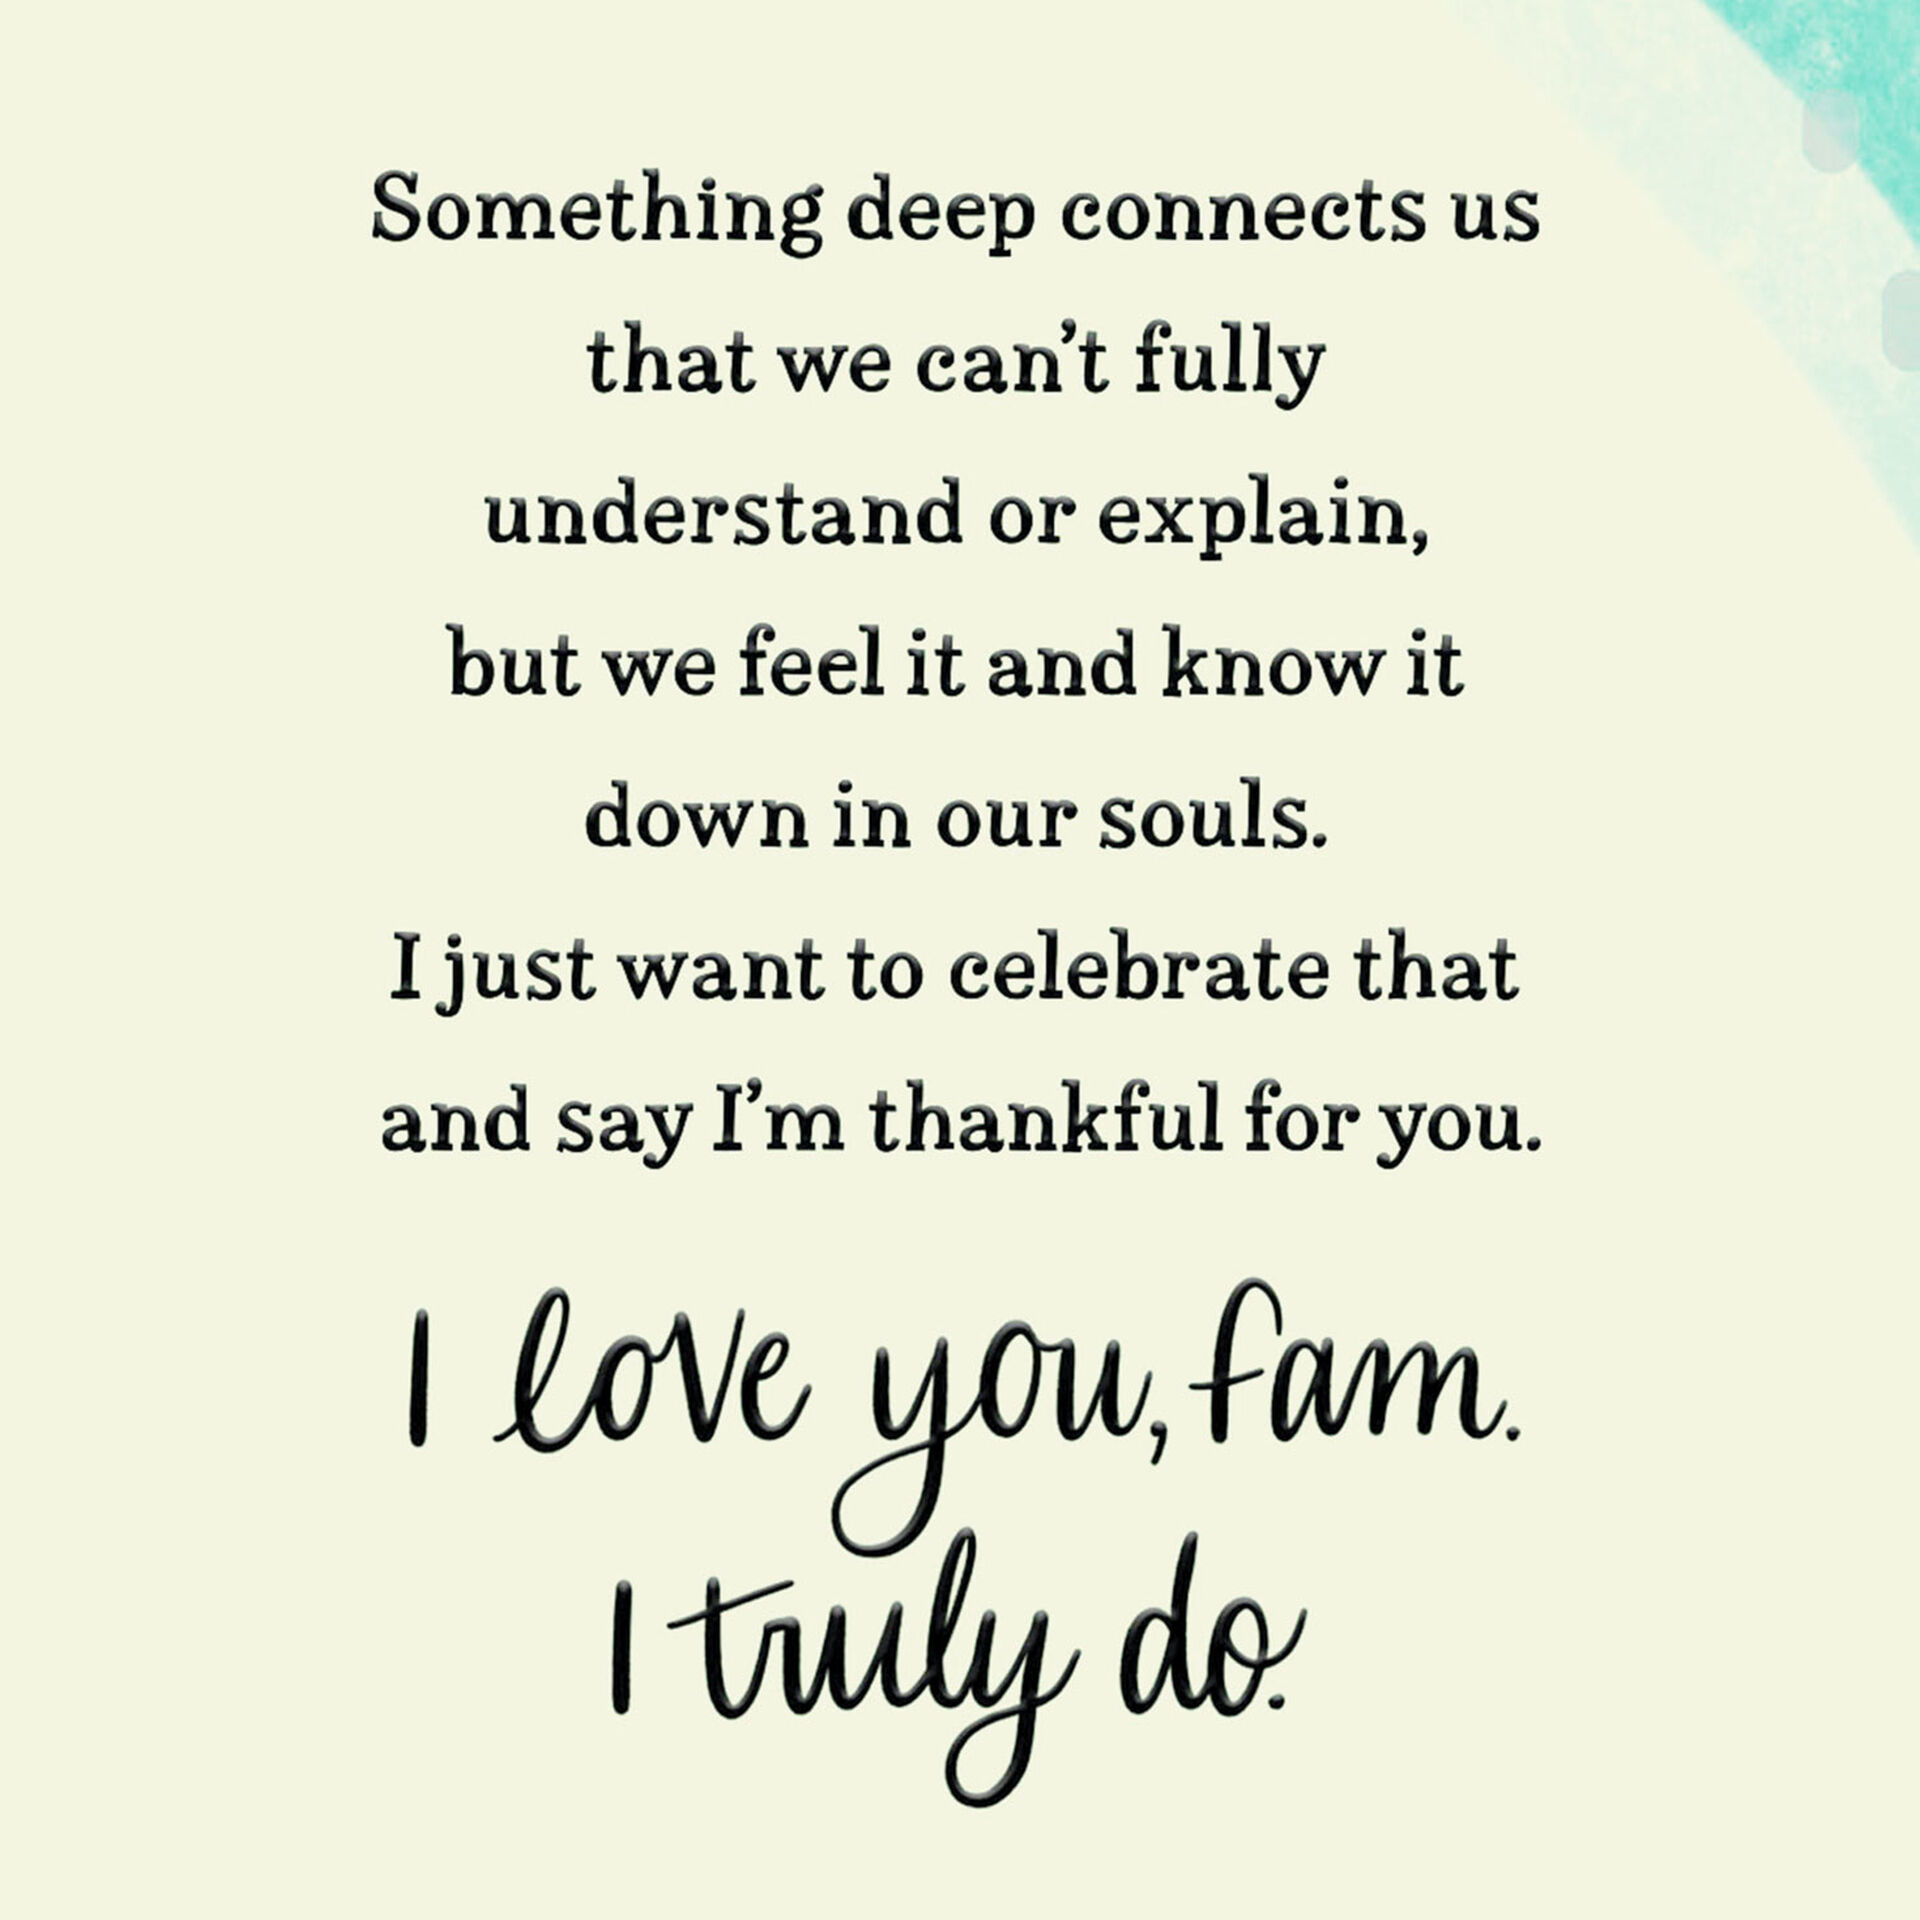 Something deep connects us
that we can’t fully
understand or explain,
but we feel it and know it
down in our souls.
I just want to celebrate that
and say I’m thankful for you.
I love you, fam.
I truly do.